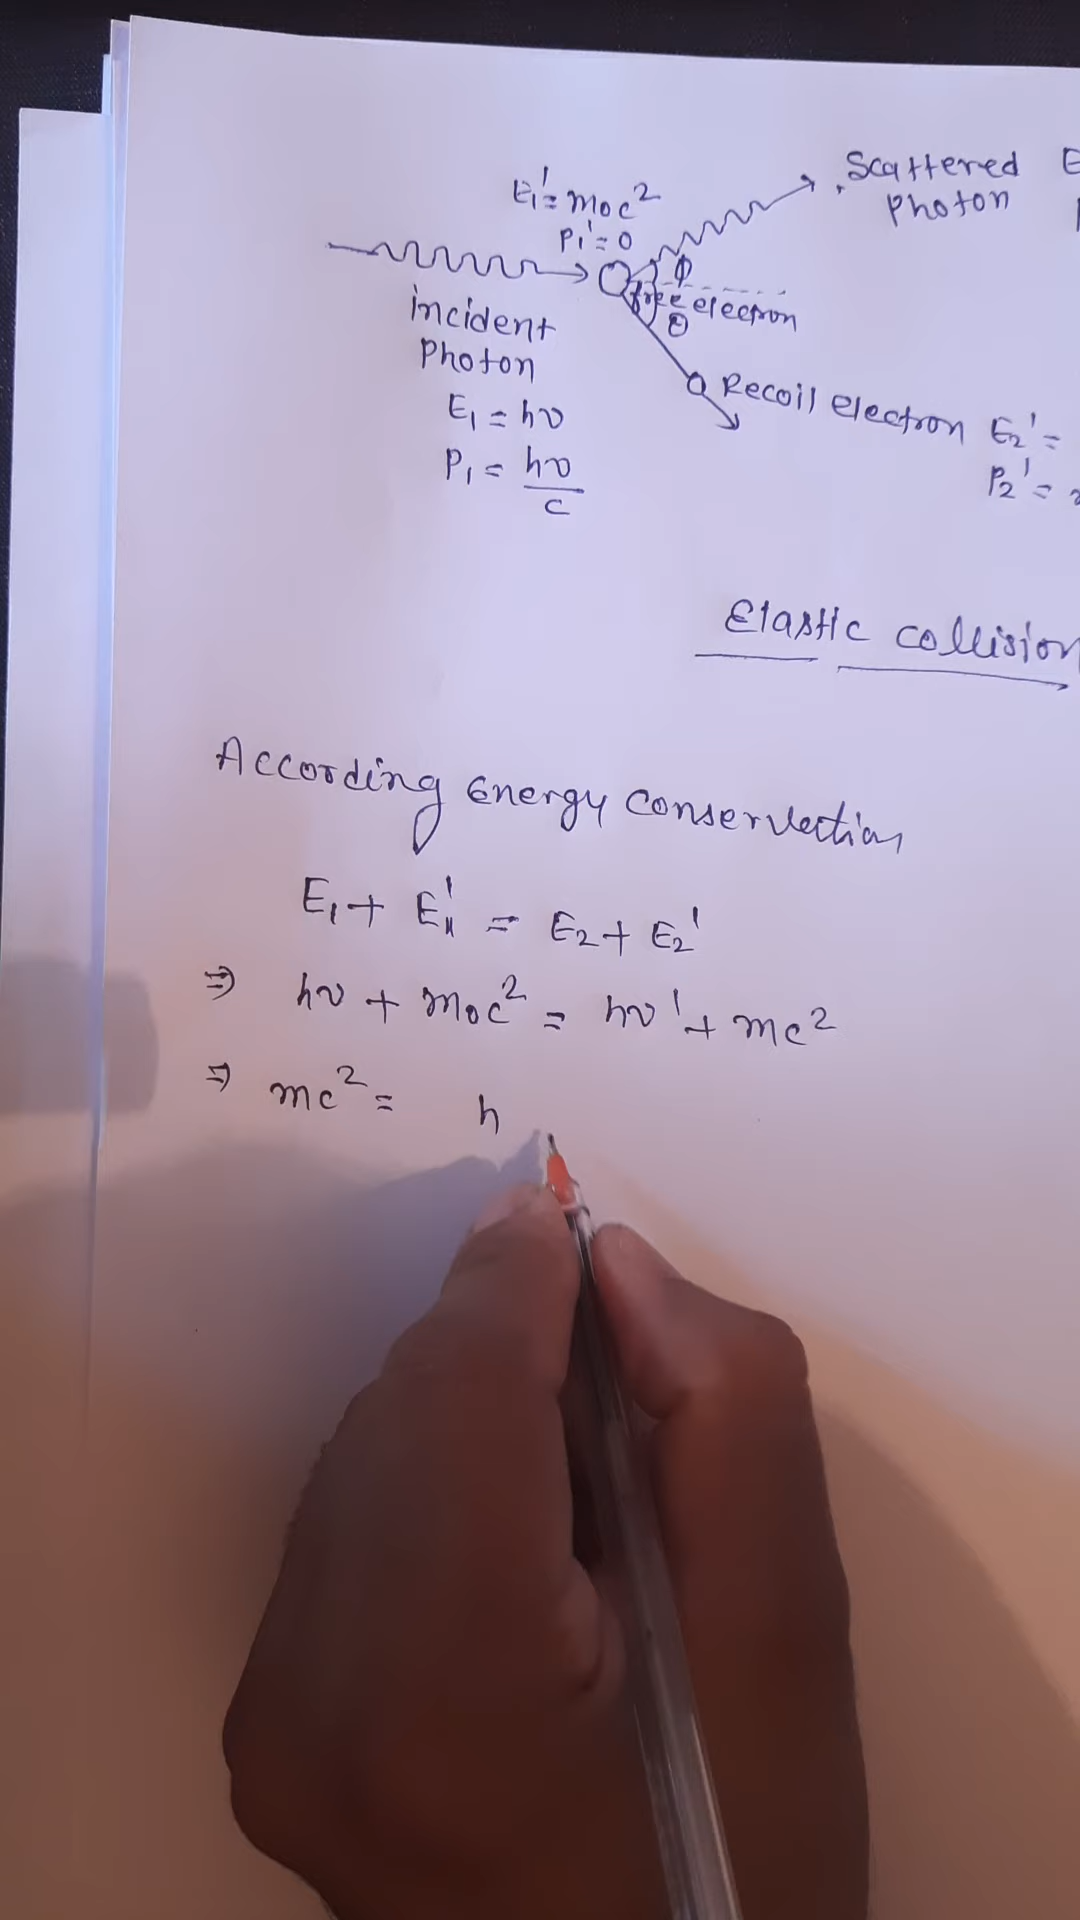 E₁' = m₀c²
P₁' = 0
Scattered
Photon
ϕ
free electron
θ
incident
Photon
E₁ = hν
P₁ = hν/c
Recoil electron E₂' =
P₂' =
Elastic collision
According Energy conservation
E₁ + E₁' = E₂ + E₂'
⇒ hν + m₀c² = hν' + mc²
⇒ mc² = h